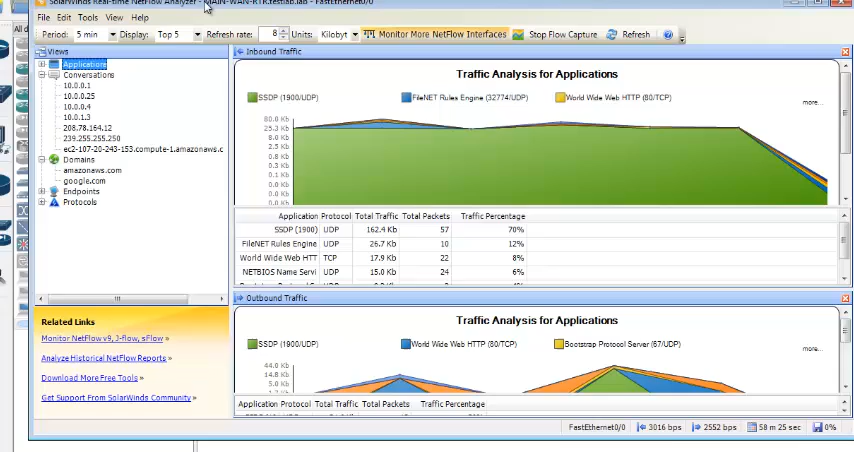 SolarWinds Real-time NetFlow Analyzer - MAIN-WAN-RTR.testlab.lab - FastEthernet0/0
File Edit Tools View Help
Period: 5 min Display: Top 5 Refresh rate: 8 Units: Kilobyt Monitor More NetFlow Interfaces Stop Flow Capture Refresh
All d
Views
Applications
Conversations
10.0.0.1
10.0.0.25
10.0.0.4
10.0.1.3
208.78.164.12
239.255.255.250
ec2-107-20-243-153.compute-1.amazonaws.c
Domains
amazonaws.com
google.com
Endpoints
Protocols
Related Links
Monitor NetFlow v9, J-flow, sFlow »
Analyze Historical NetFlow Reports »
Download More Free Tools »
Get Support From SolarWinds Community »
Inbound Traffic
Traffic Analysis for Applications
SSDP (1900/UDP) FileNET Rules Engine (32774/UDP) World Wide Web HTTP (80/TCP)
more...
80.0 Kb
25.3 Kb
8.0 Kb
2.5 Kb
0.8 Kb
0.3 Kb
0.1 Kb
0.0 Kb
0.0 Kb
Application Protocol Total Traffic Total Packets Traffic Percentage
SSDP (1900) UDP 162.4 Kb 57 70%
FileNET Rules Engine UDP 26.7 Kb 10 12%
World Wide Web HTT TCP 17.9 Kb 22 8%
NETBIOS Name Servi UDP 15.0 Kb 24 6%
Outbound Traffic
Traffic Analysis for Applications
SSDP (1900/UDP) World Wide Web HTTP (80/TCP) Bootstrap Protocol Server (67/UDP)
more...
44.0 Kb
14.8 Kb
5.0 Kb
1.7 Kb
Application Protocol Total Traffic Total Packets Traffic Percentage
FastEthernet0/0 3016 bps 2552 bps 58 m 25 sec 0%